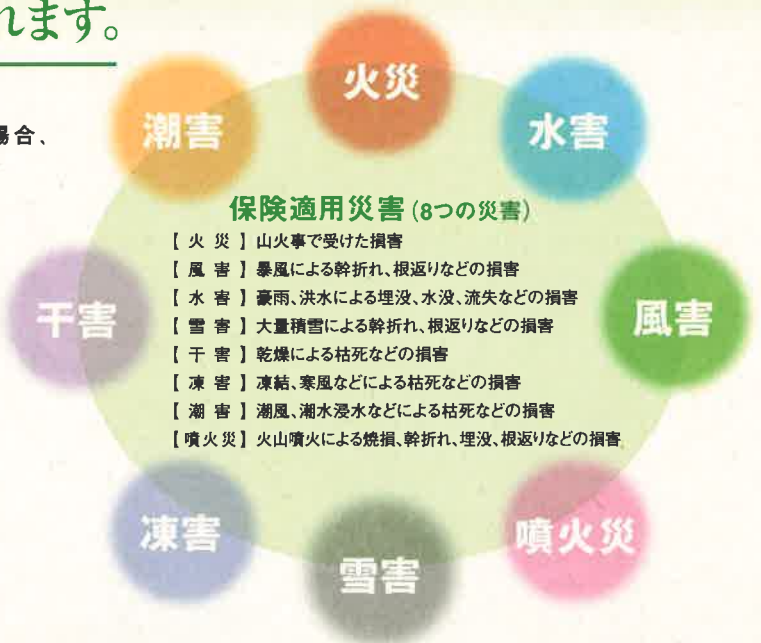 れます。
場合、
火災
潮害
水害
保険適用災害(8つの災害)
【 火 災 】山火事で受けた損害
【 風 害 】暴風による幹折れ、根返りなどの損害
【 水 害 】豪雨、洪水による埋没、水没、流失などの損害
【 雪 害 】大量積雪による幹折れ、根返りなどの損害
【 干 害 】乾燥による枯死などの損害
【 凍 害 】凍結、寒風などによる枯死などの損害
【 潮 害 】潮風、潮水浸水などによる枯死などの損害
【噴火災】火山噴火による焼損、幹折れ、埋没、根返りなどの損害
干害
風害
凍害
雪害
噴火災